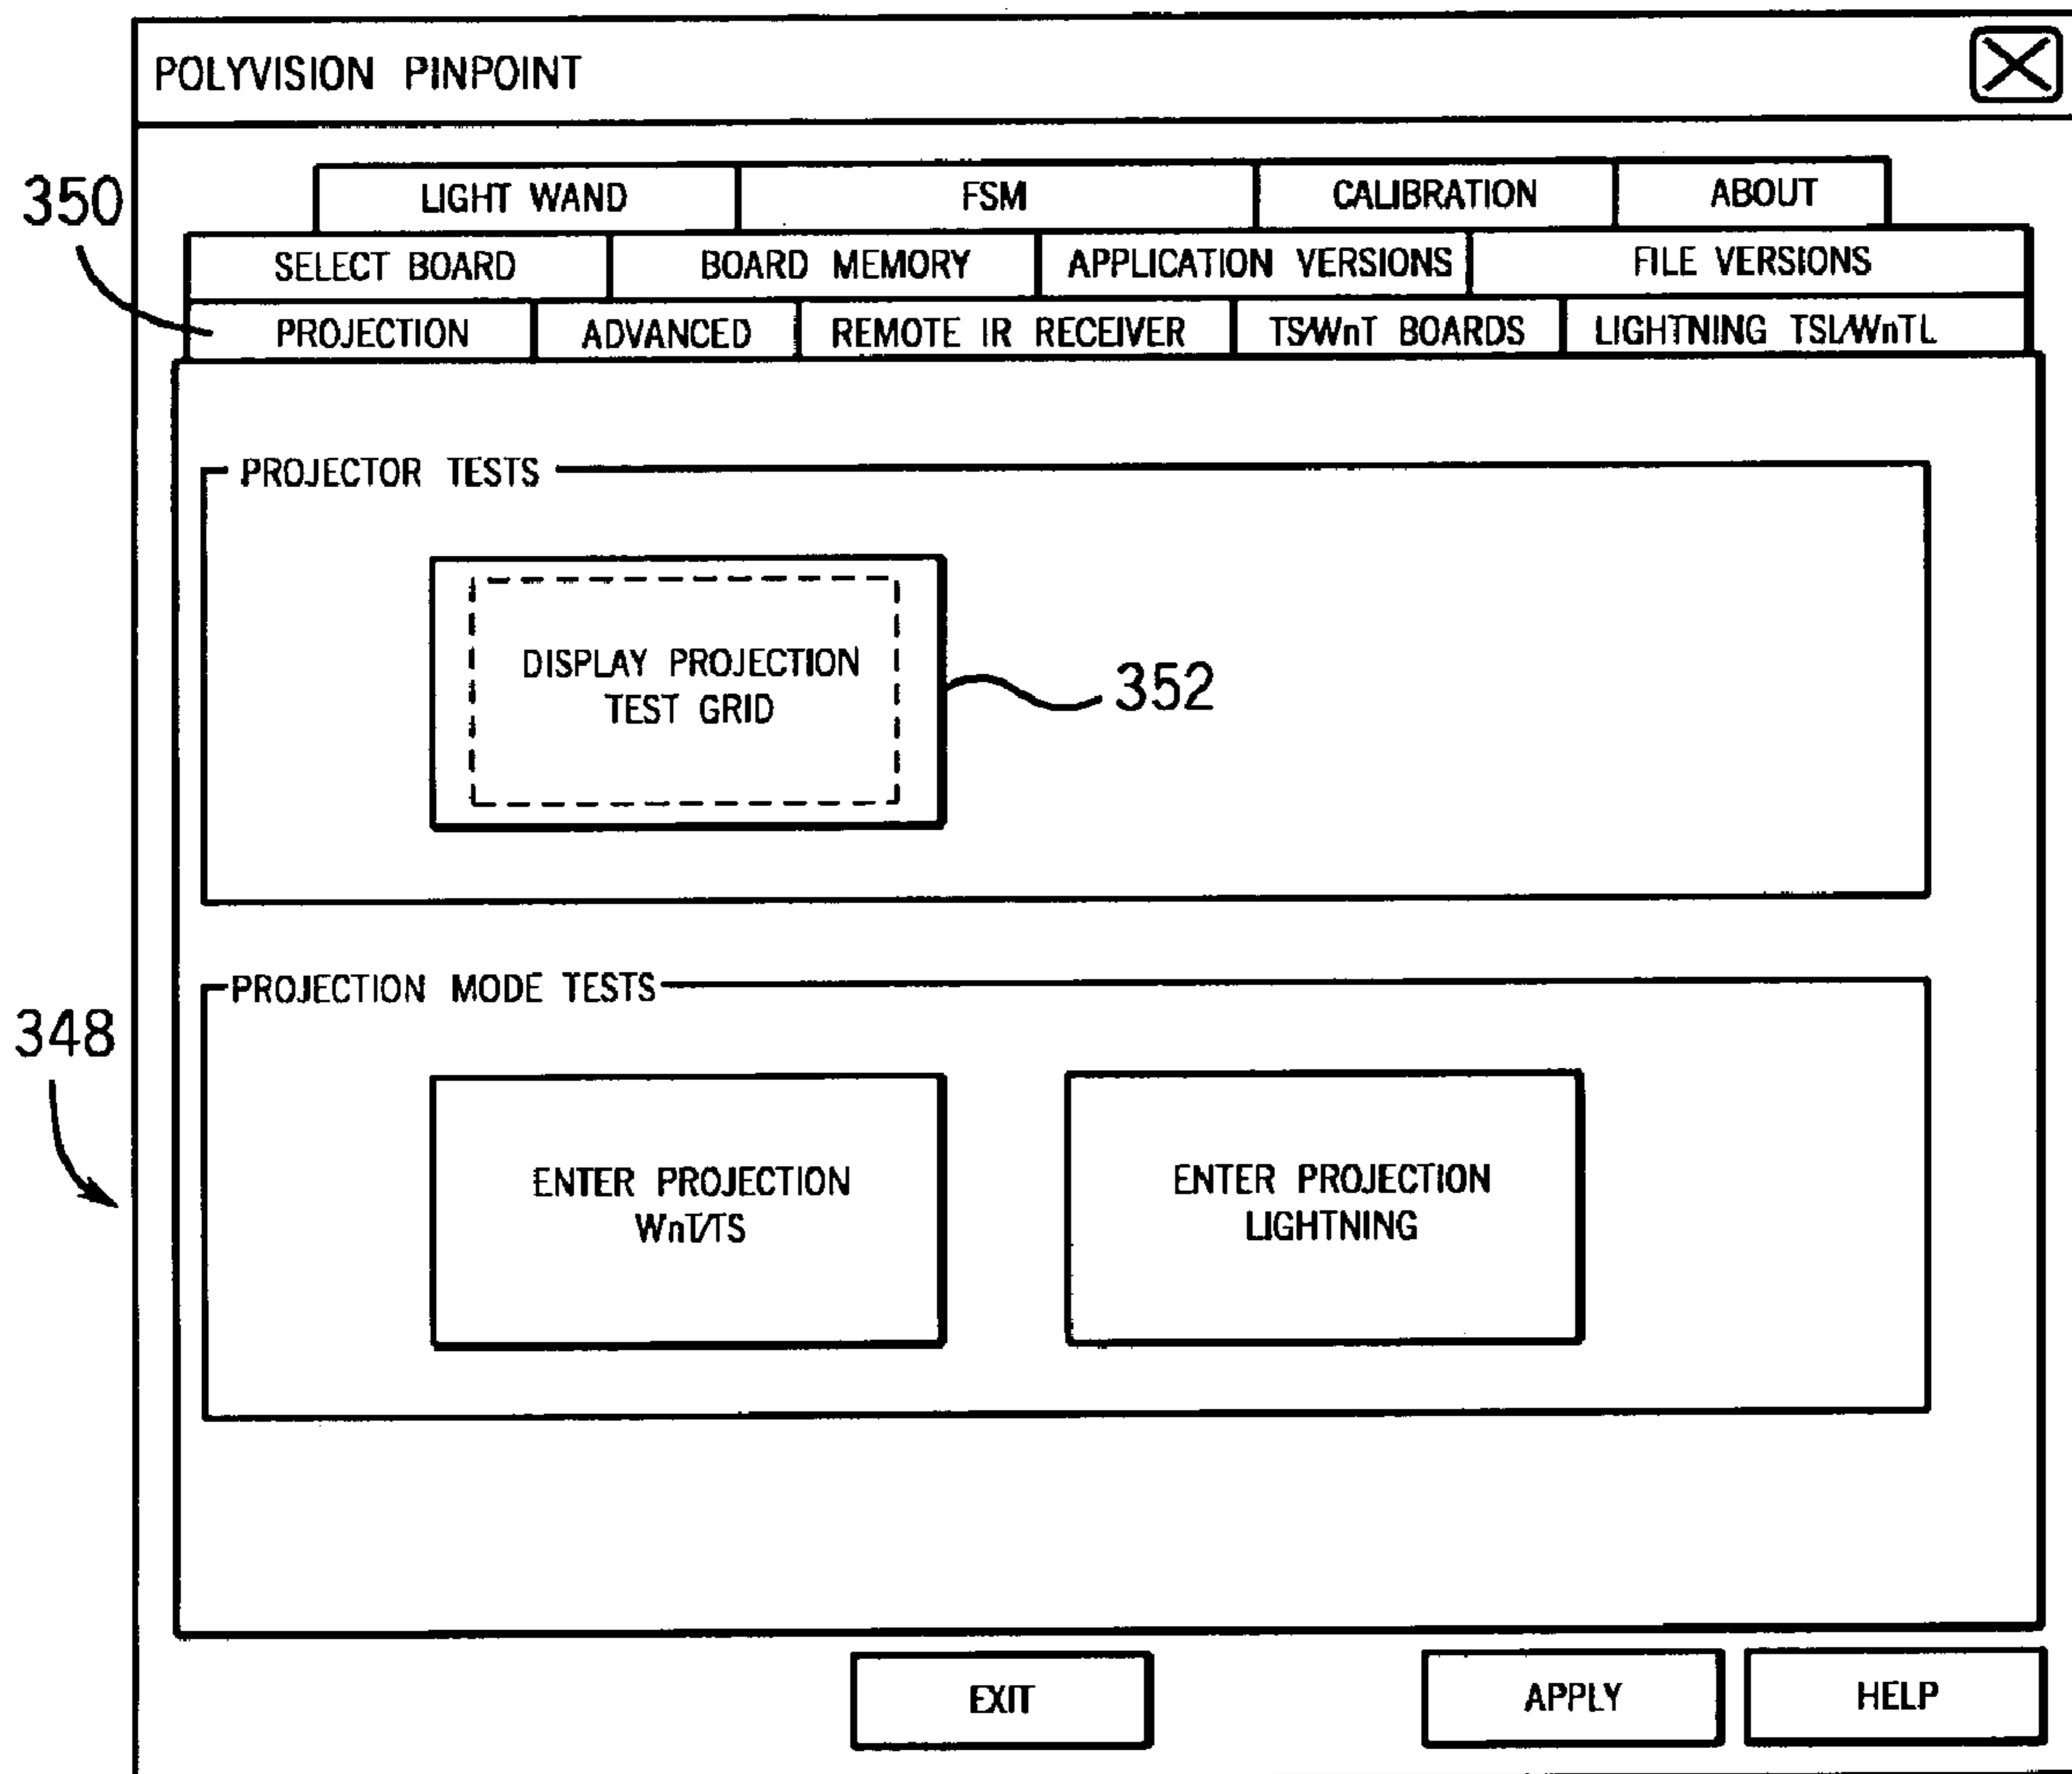 POLYVISION PINPOINT
350
LIGHT WAND FSM CALIBRATION ABOUT
SELECT BOARD BOARD MEMORY APPLICATION VERSIONS FILE VERSIONS
PROJECTION ADVANCED REMOTE IR RECEIVER TS/WnT BOARDS LIGHTNING TSL/WnTL
PROJECTOR TESTS
DISPLAY PROJECTION
TEST GRID
352
PROJECTION MODE TESTS
348
ENTER PROJECTION
WnT/TS
ENTER PROJECTION
LIGHTNING
EXIT APPLY HELP